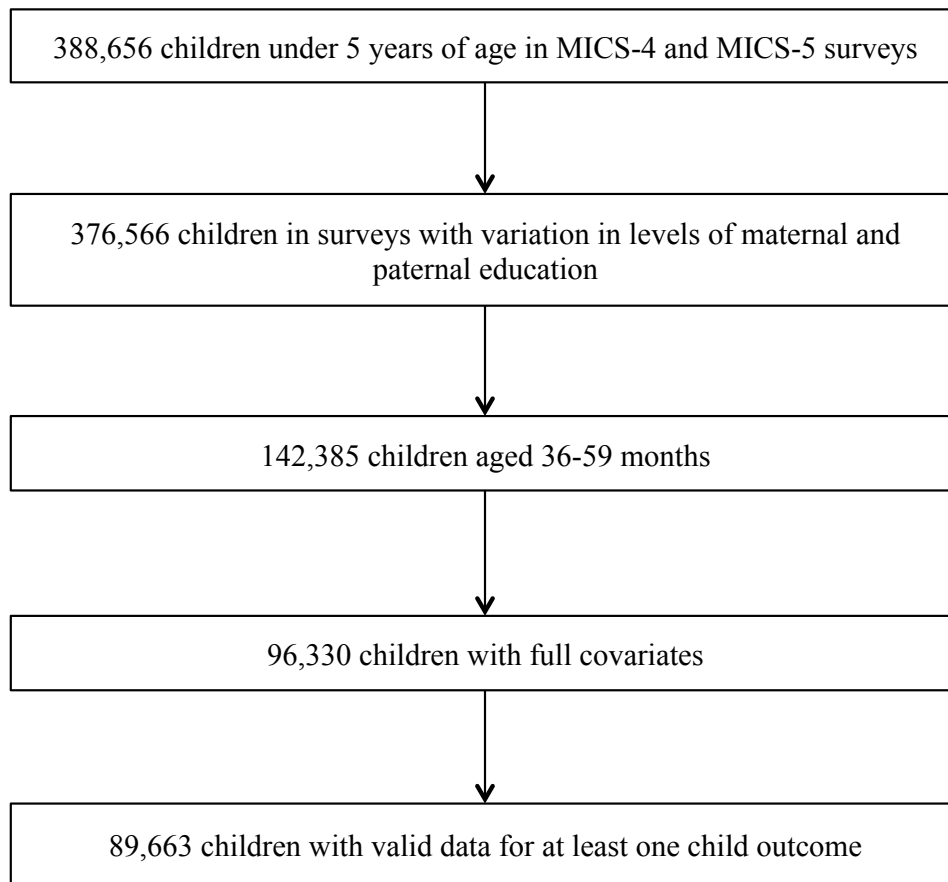 388,656 children under 5 years of age in MICS-4 and MICS-5 surveys
376,566 children in surveys with variation in levels of maternal and
paternal education
142,385 children aged 36-59 months
96,330 children with full covariates
89,663 children with valid data for at least one child outcome